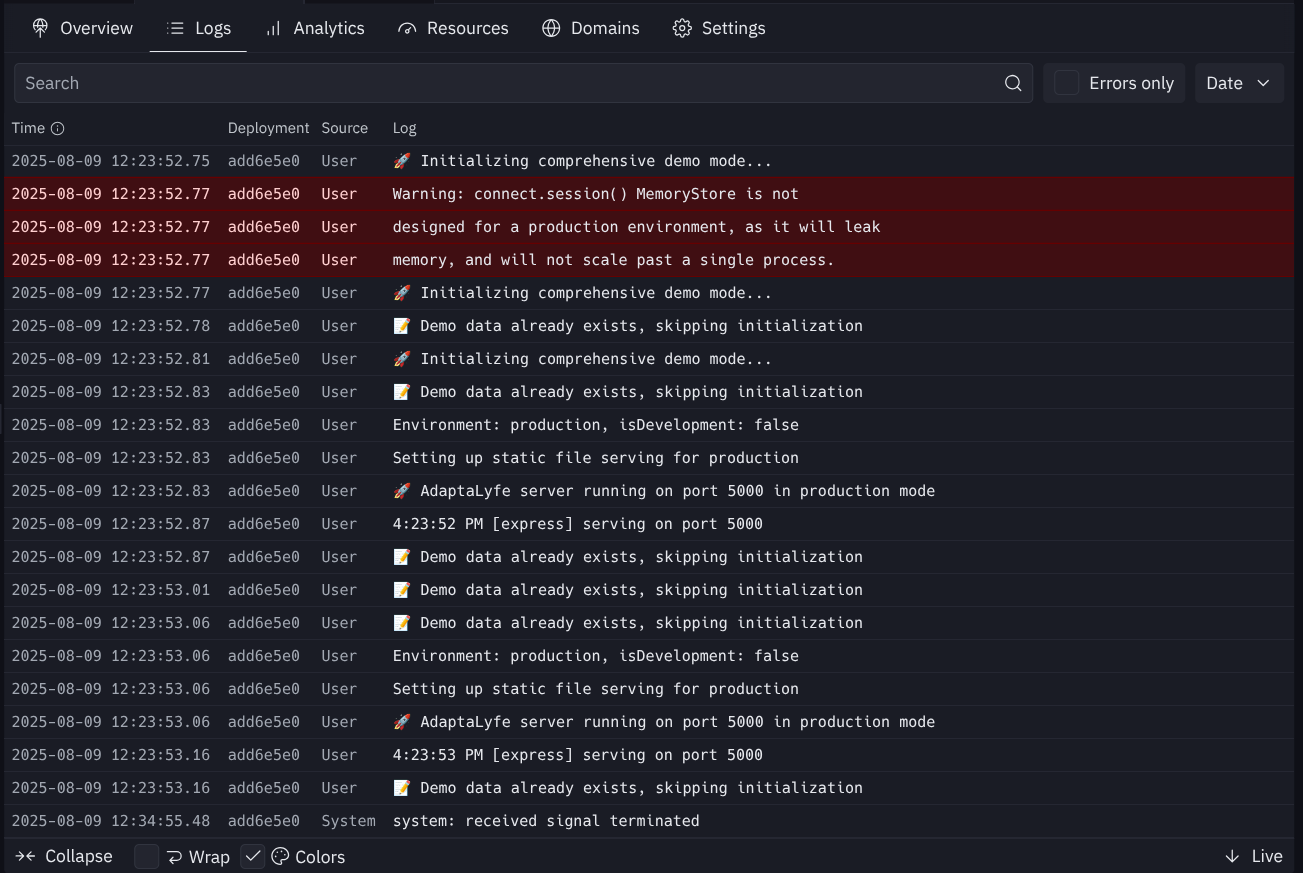 Overview Logs Analytics Resources Domains Settings
Search Errors only Date
Time Deployment Source Log
2025-08-09 12:23:52.75 add6e5e0 User 🚀 Initializing comprehensive demo mode...
2025-08-09 12:23:52.77 add6e5e0 User Warning: connect.session() MemoryStore is not
2025-08-09 12:23:52.77 add6e5e0 User designed for a production environment, as it will leak
2025-08-09 12:23:52.77 add6e5e0 User memory, and will not scale past a single process.
2025-08-09 12:23:52.77 add6e5e0 User 🚀 Initializing comprehensive demo mode...
2025-08-09 12:23:52.78 add6e5e0 User 📝 Demo data already exists, skipping initialization
2025-08-09 12:23:52.81 add6e5e0 User 🚀 Initializing comprehensive demo mode...
2025-08-09 12:23:52.83 add6e5e0 User 📝 Demo data already exists, skipping initialization
2025-08-09 12:23:52.83 add6e5e0 User Environment: production, isDevelopment: false
2025-08-09 12:23:52.83 add6e5e0 User Setting up static file serving for production
2025-08-09 12:23:52.83 add6e5e0 User 🚀 AdaptaLyfe server running on port 5000 in production mode
2025-08-09 12:23:52.87 add6e5e0 User 4:23:52 PM [express] serving on port 5000
2025-08-09 12:23:52.87 add6e5e0 User 📝 Demo data already exists, skipping initialization
2025-08-09 12:23:53.01 add6e5e0 User 📝 Demo data already exists, skipping initialization
2025-08-09 12:23:53.06 add6e5e0 User 📝 Demo data already exists, skipping initialization
2025-08-09 12:23:53.06 add6e5e0 User Environment: production, isDevelopment: false
2025-08-09 12:23:53.06 add6e5e0 User Setting up static file serving for production
2025-08-09 12:23:53.06 add6e5e0 User 🚀 AdaptaLyfe server running on port 5000 in production mode
2025-08-09 12:23:53.16 add6e5e0 User 4:23:53 PM [express] serving on port 5000
2025-08-09 12:23:53.16 add6e5e0 User 📝 Demo data already exists, skipping initialization
2025-08-09 12:34:55.48 add6e5e0 System system: received signal terminated
Collapse Wrap Colors Live